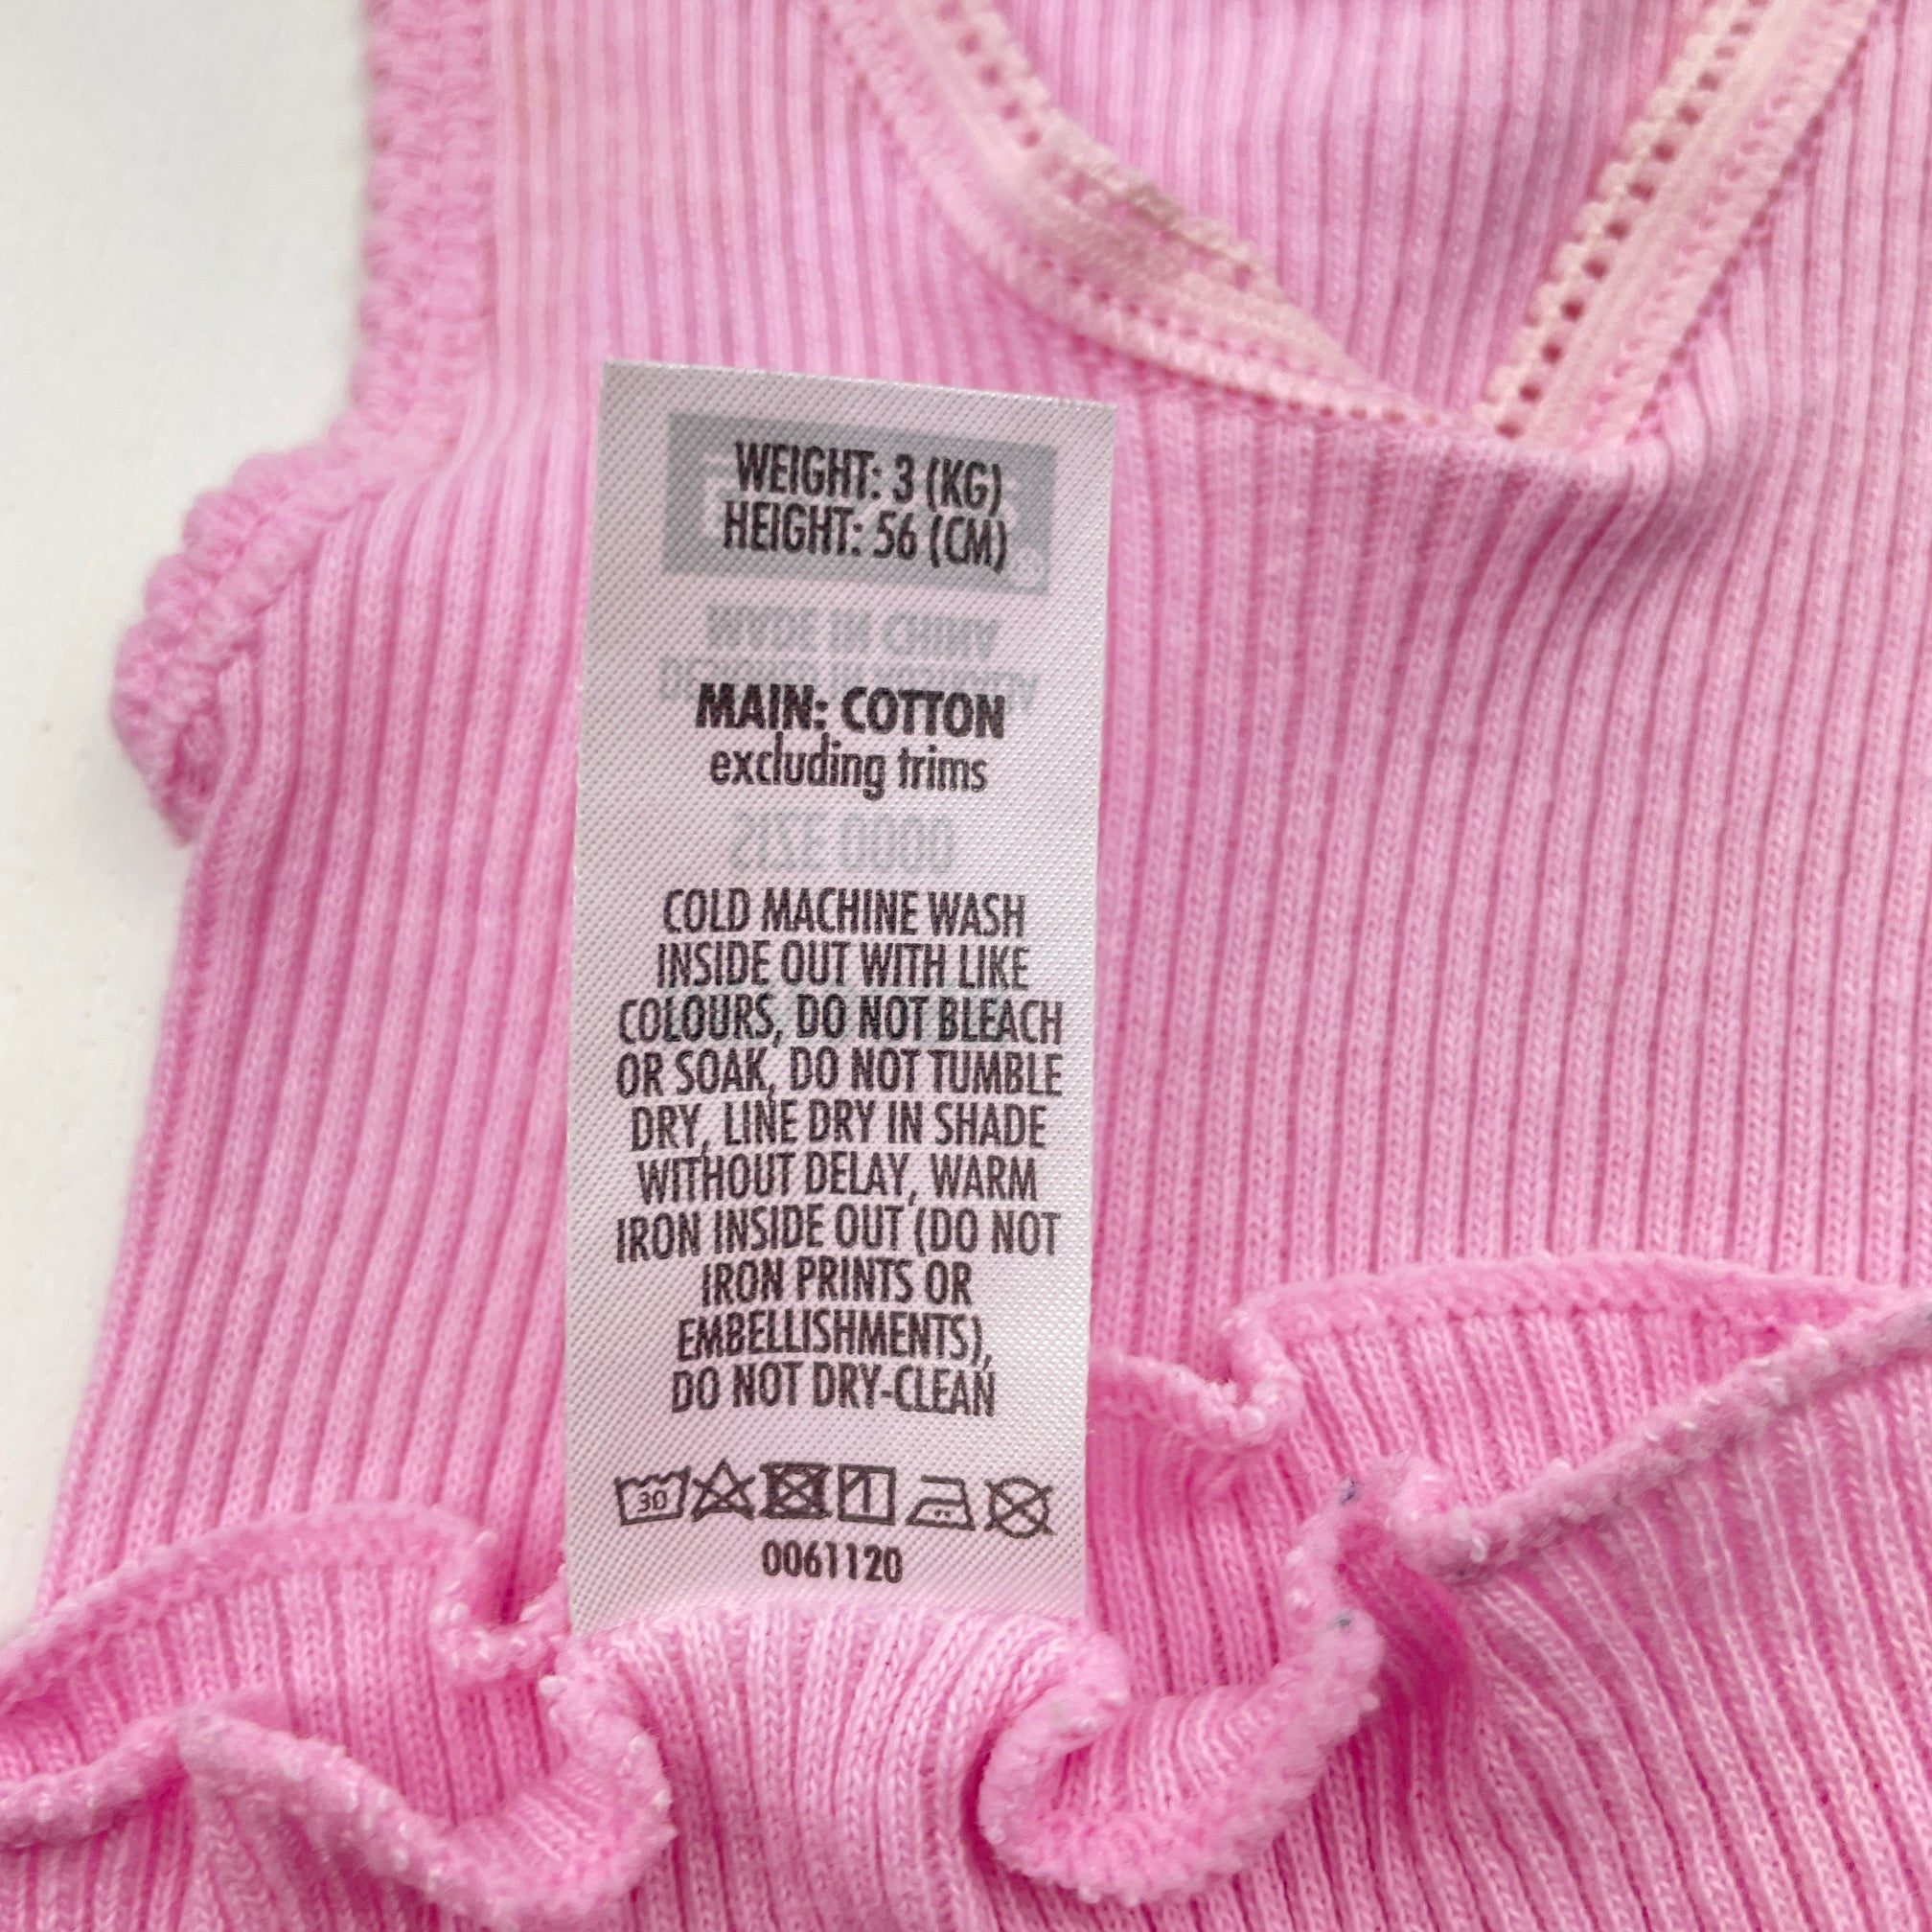 WEIGHT: 3 (KG)
HEIGHT: 56 (CM)
MAIN: COTTON
excluding trims
SIZE 0000
COLD MACHINE WASH
INSIDE OUT WITH LIKE
COLOURS, DO NOT BLEACH
OR SOAK, DO NOT TUMBLE
DRY, LINE DRY IN SHADE
WITHOUT DELAY, WARM
IRON INSIDE OUT (DO NOT
IRON PRINTS OR
EMBELLISHMENTS),
DO NOT DRY-CLEAN
30
0061120